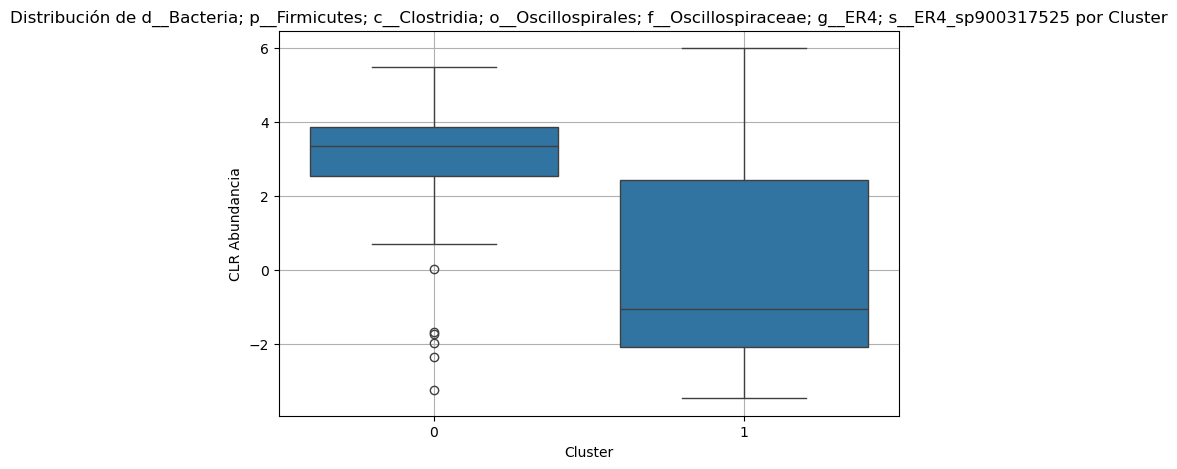 Distribución de d__Bacteria; p__Firmicutes; c__Clostridia; o__Oscillospirales; f__Oscillospiraceae; g__ER4; s__ER4_sp900317525 por Cluster
6
4
2
0
−2
CLR Abundancia
0
1
Cluster